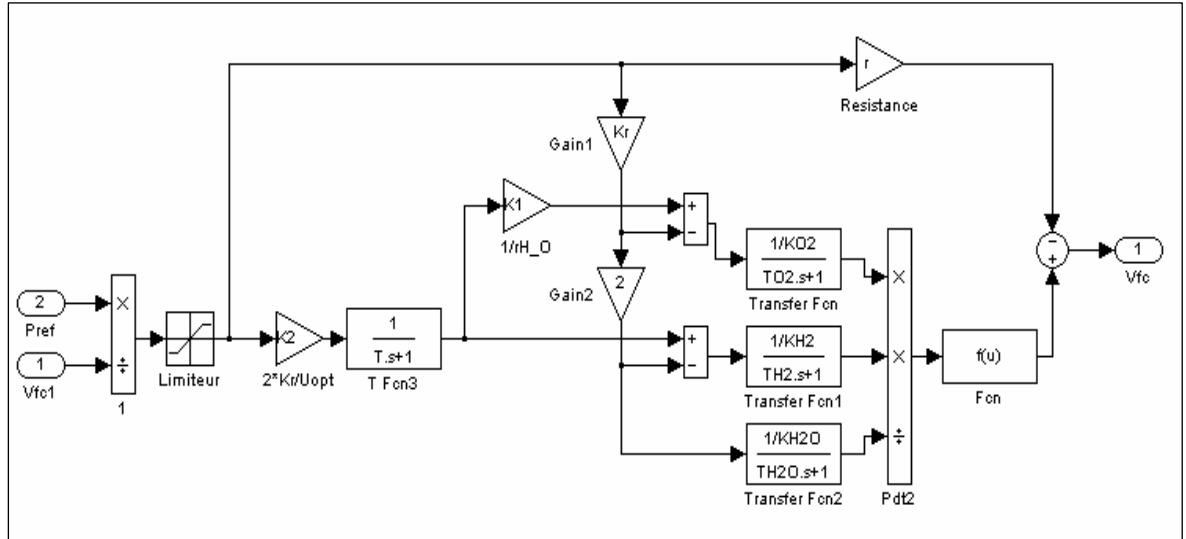 r
Resistance
Kr
Gain1
K1
1/rH_O
+
−
1/KO2
TO2.s+1
Transfer Fcn
×
−
+
1
Vfc
2
Gain2
2
Pref
×
1
Vfc1
÷
1
Limiteur
K2
2*Kr/Uopt
1
T.s+1
T Fcn3
+
−
1/KH2
TH2.s+1
Transfer Fcn1
×
f(u)
Fcn
1/KH2O
TH2O.s+1
Transfer Fcn2
÷
Pdt2